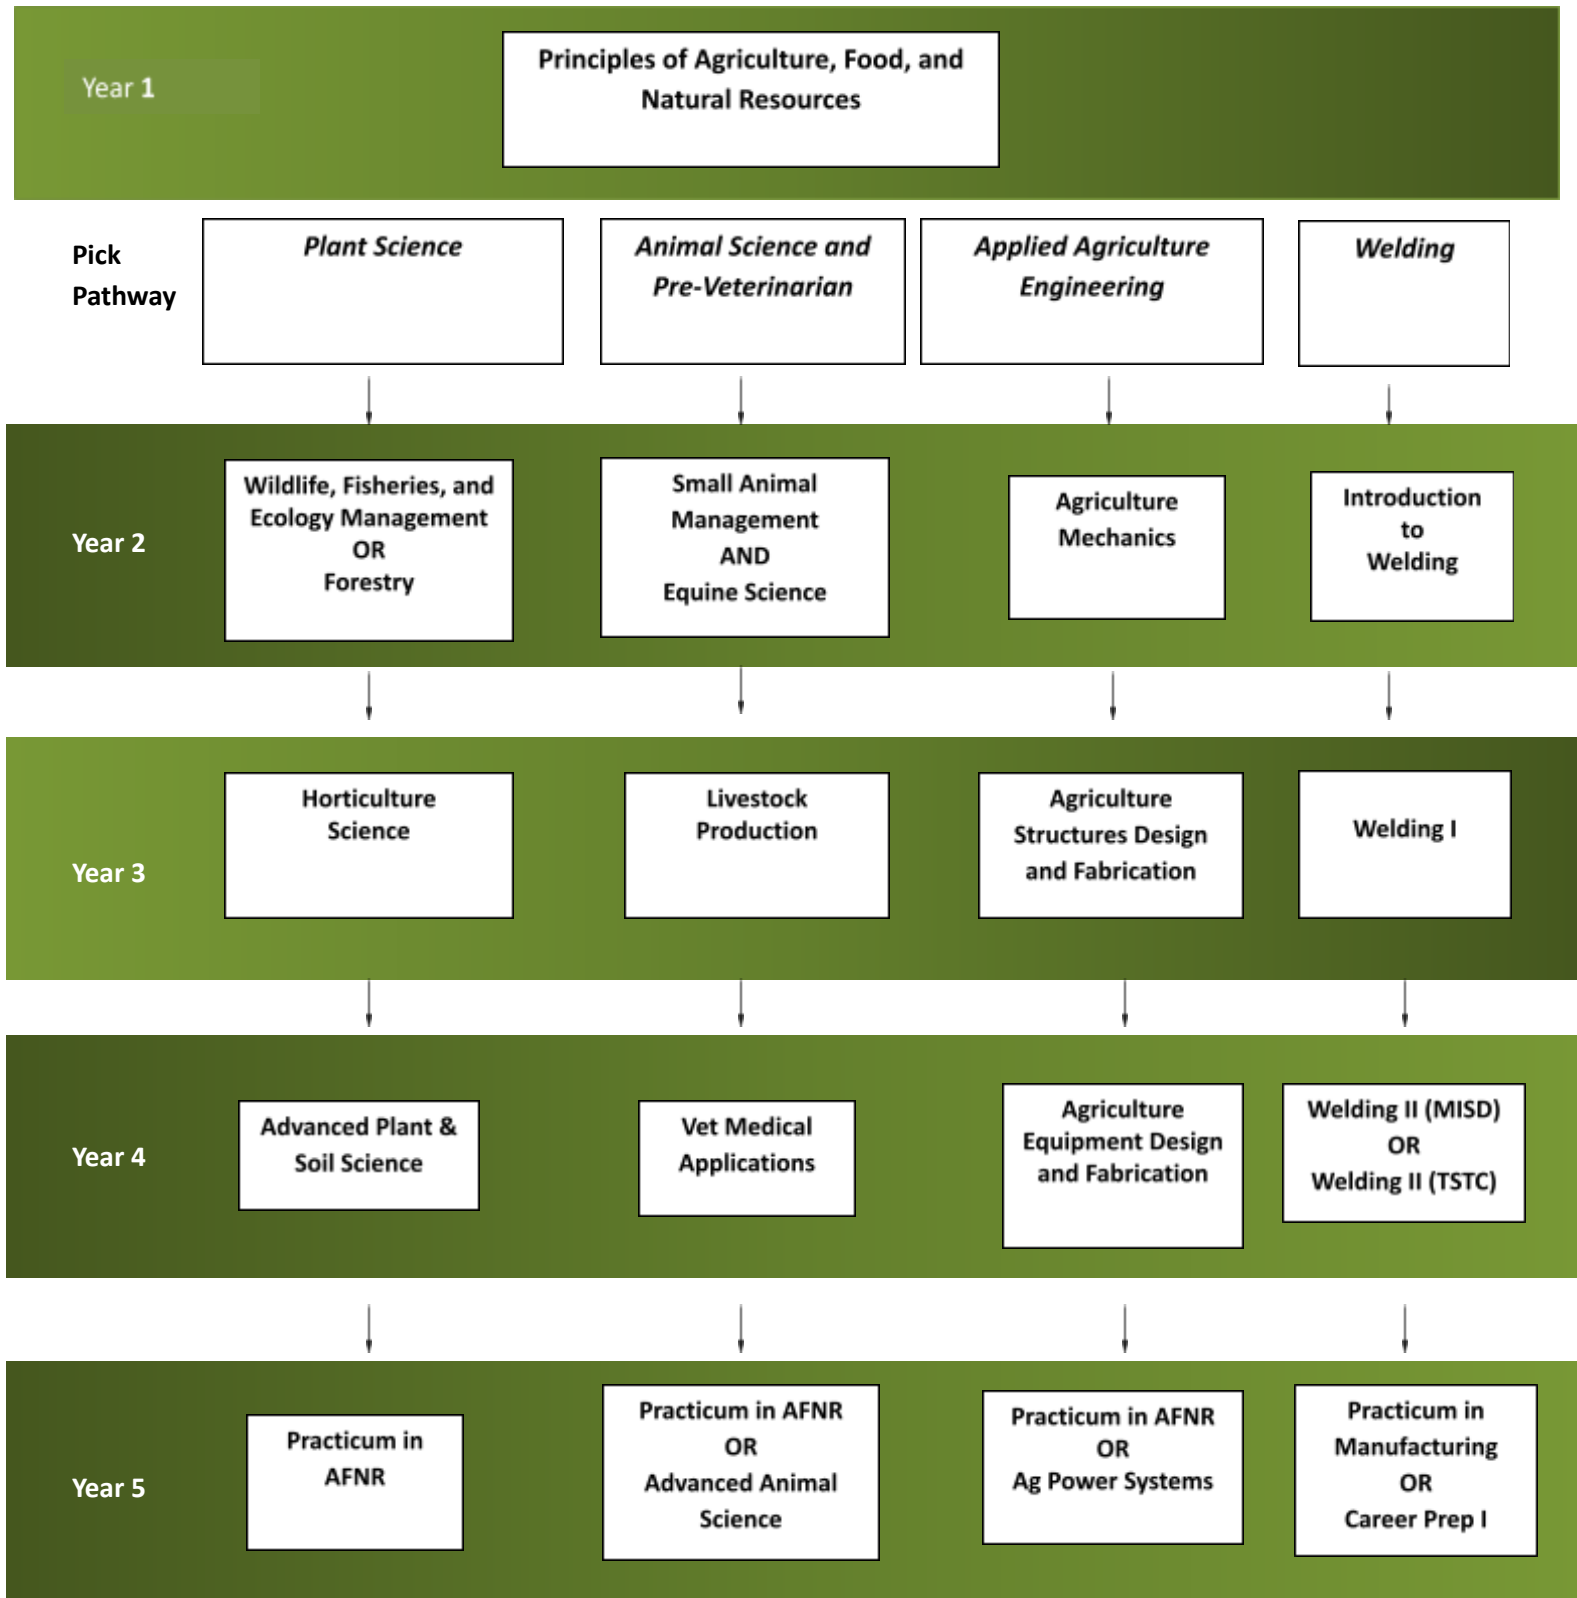 Year 1
Principles of Agriculture, Food, and
Natural Resources
Pick
Pathway
Plant Science
Animal Science and
Pre-Veterinarian
Applied Agriculture
Engineering
Welding
Year 2
Wildlife, Fisheries, and
Ecology Management
OR
Forestry
Small Animal
Management
AND
Equine Science
Agriculture
Mechanics
Introduction
to
Welding
Year 3
Horticulture
Science
Livestock
Production
Agriculture
Structures Design
and Fabrication
Welding I
Year 4
Advanced Plant &
Soil Science
Vet Medical
Applications
Agriculture
Equipment Design
and Fabrication
Welding II (MISD)
OR
Welding II (TSTC)
Year 5
Practicum in
AFNR
Practicum in AFNR
OR
Advanced Animal
Science
Practicum in AFNR
OR
Ag Power Systems
Practicum in
Manufacturing
OR
Career Prep I